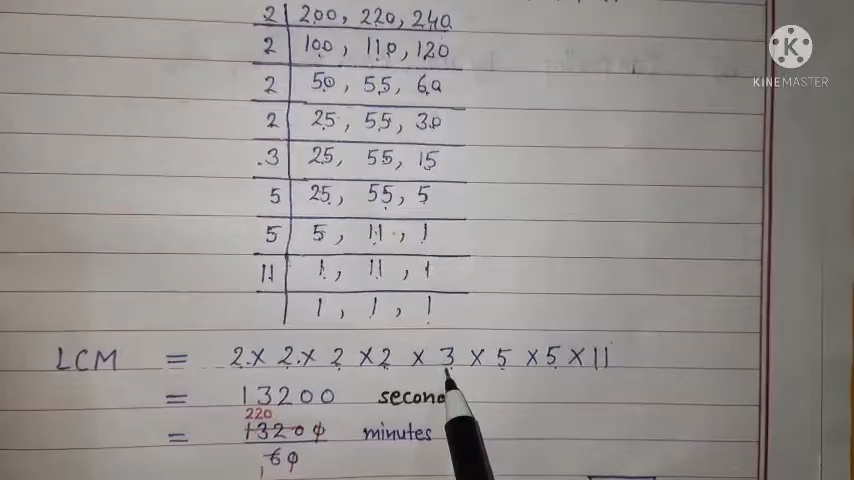 2 | 200, 220, 240
2 | 100, 110, 120
2 | 50, 55, 60
2 | 25, 55, 30
3 | 25, 55, 15
5 | 25, 55, 5
5 | 5, 11, 1
11 | 1, 11, 1
1, 1, 1
LCM = 2 × 2 × 2 × 2 × 3 × 5 × 5 × 11
= 13200 second
220
= 13200 minutes
60
1
K
KINEMASTER